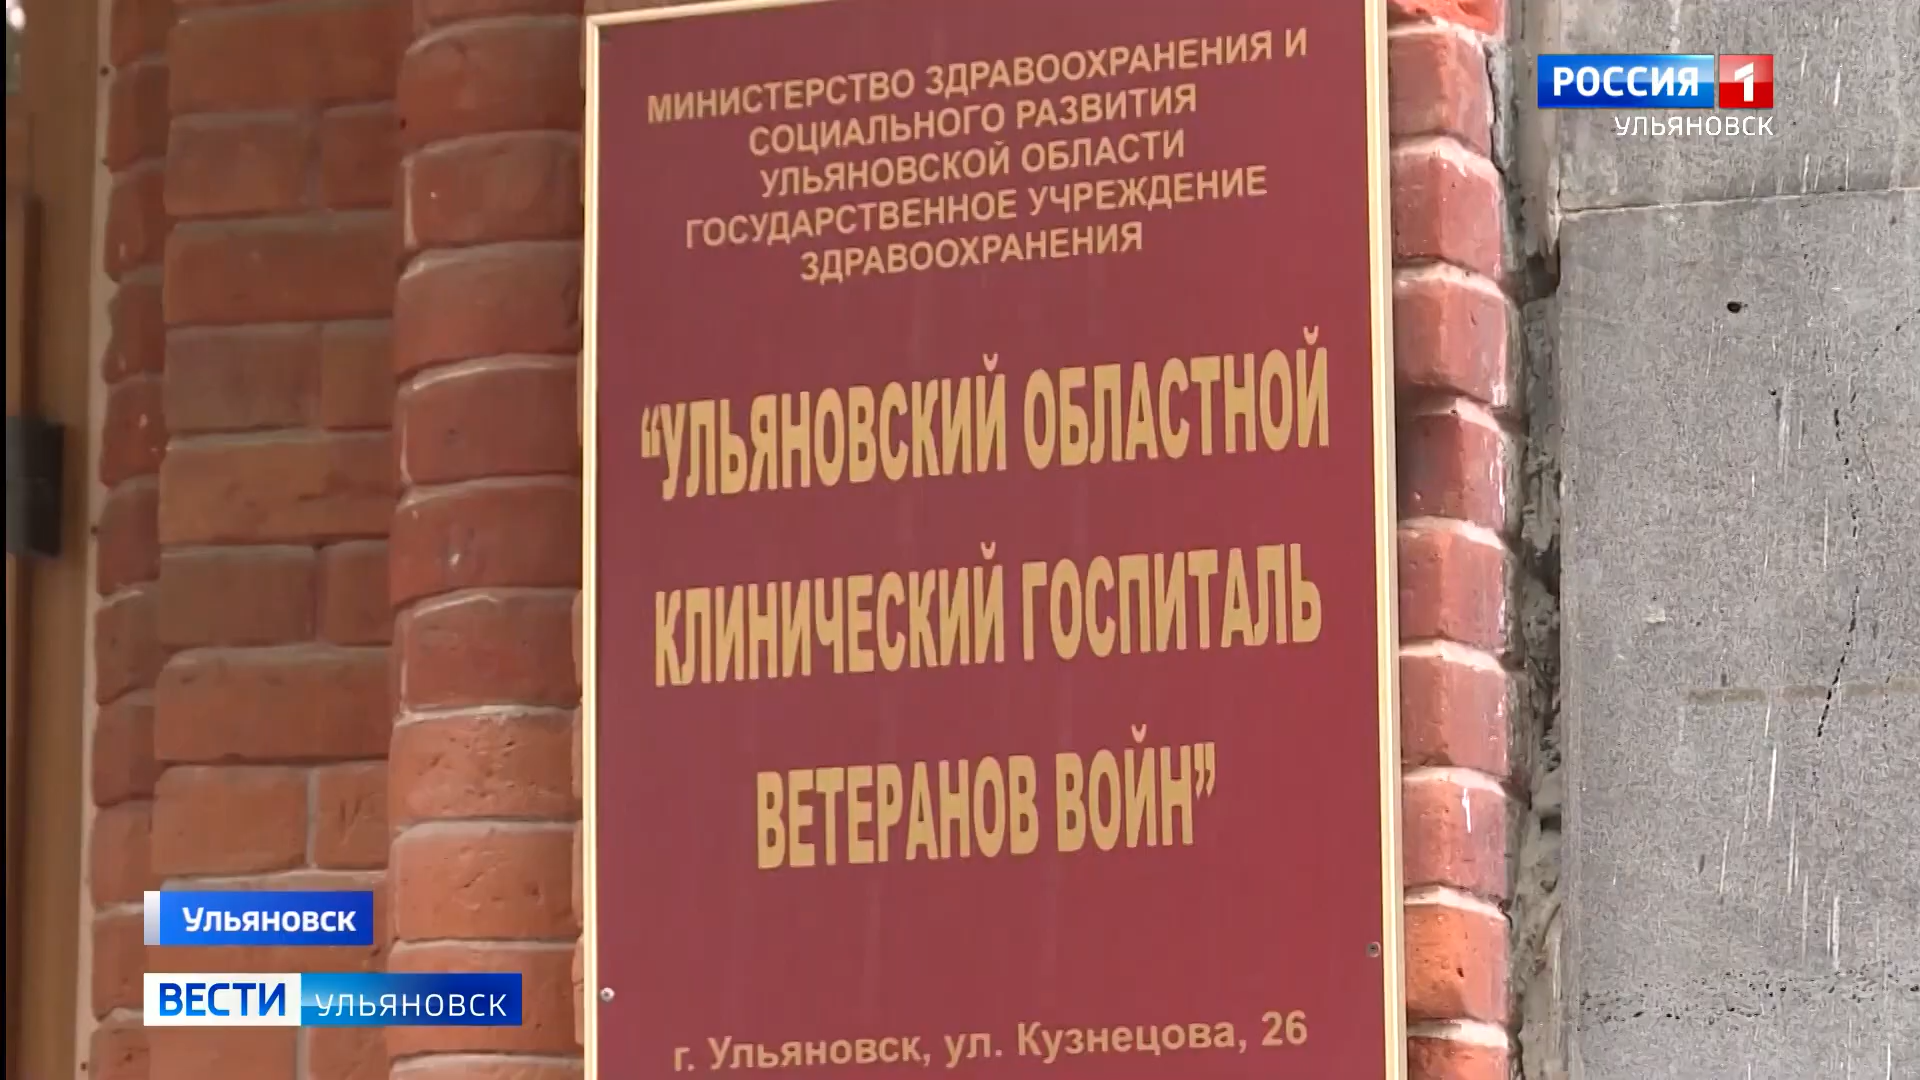 МИНИСТЕРСТВО ЗДРАВООХРАНЕНИЯ И
СОЦИАЛЬНОГО РАЗВИТИЯ
УЛЬЯНОВСКОЙ ОБЛАСТИ
ГОСУДАРСТВЕННОЕ УЧРЕЖДЕНИЕ
ЗДРАВООХРАНЕНИЯ
“УЛЬЯНОВСКИЙ ОБЛАСТНОЙ
КЛИНИЧЕСКИЙ ГОСПИТАЛЬ
ВЕТЕРАНОВ ВОЙН”
г. Ульяновск, ул. Кузнецова, 26
РОССИЯ 1
УЛЬЯНОВСК
Ульяновск
ВЕСТИ УЛЬЯНОВСК